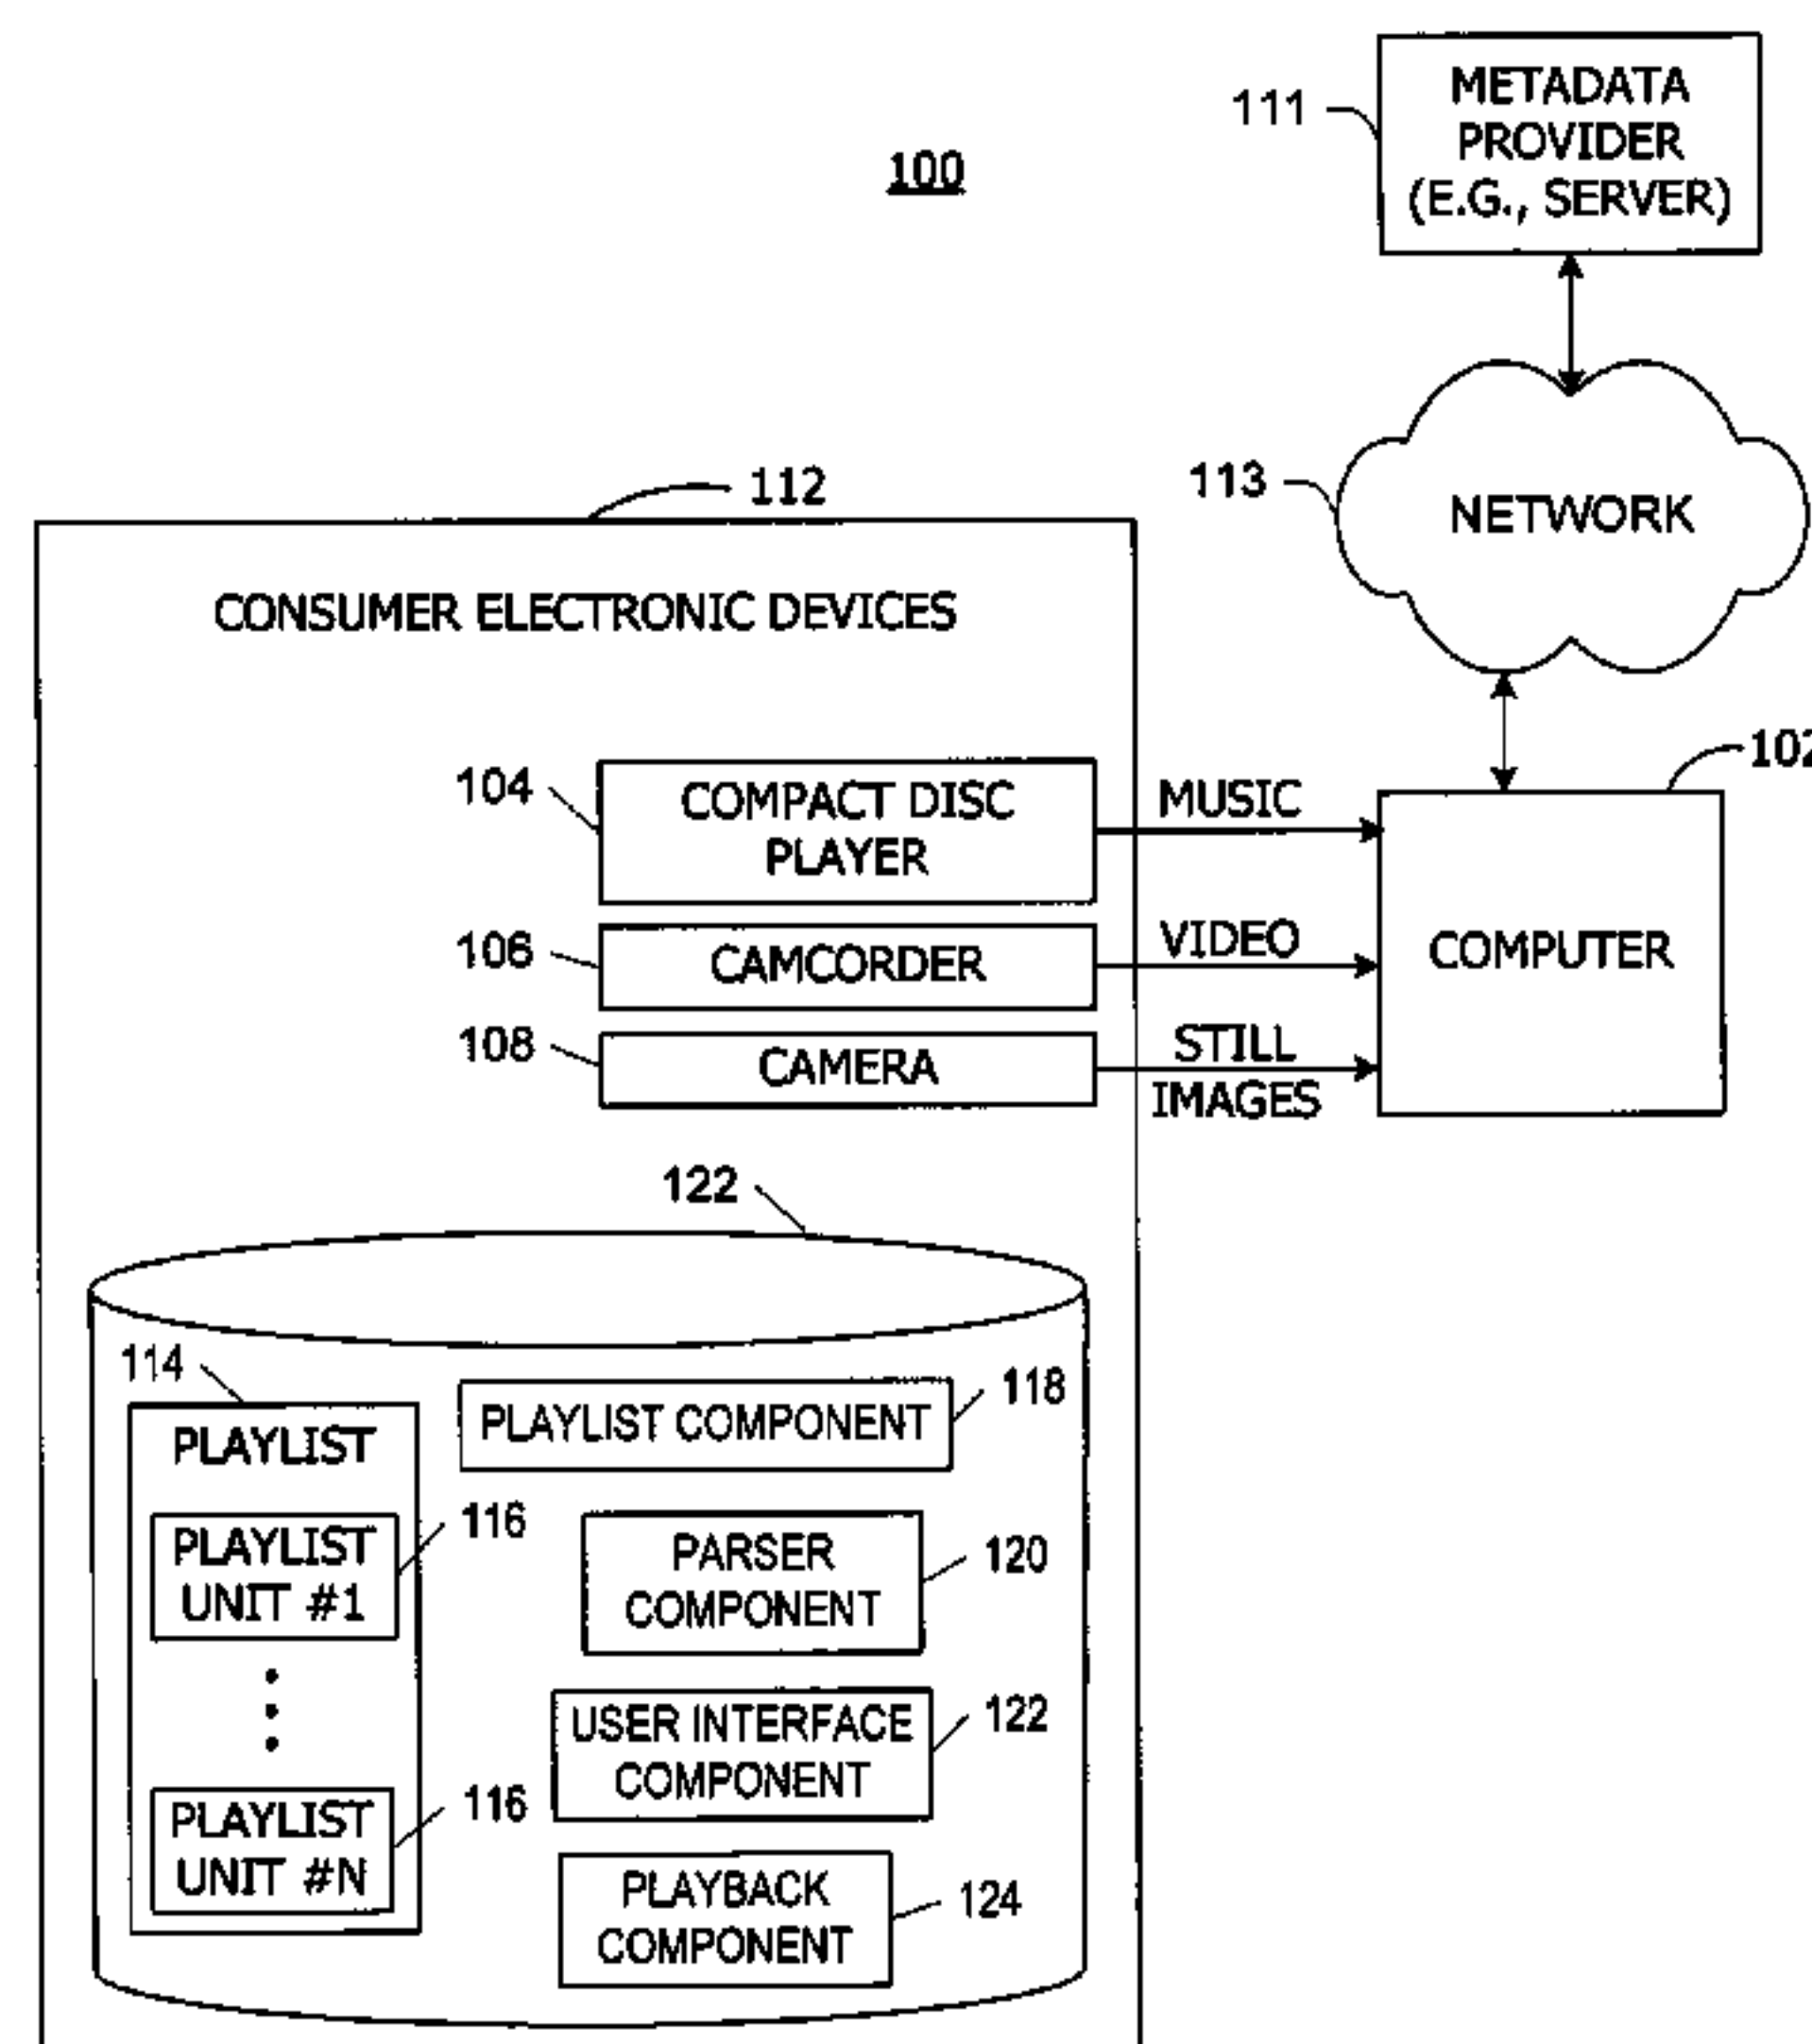 100
111
METADATA
PROVIDER
(E.G., SERVER)
113
NETWORK
112
CONSUMER ELECTRONIC DEVICES
102
104
COMPACT DISC
PLAYER
MUSIC
106
CAMCORDER
VIDEO
COMPUTER
108
CAMERA
STILL
IMAGES
122
114
PLAYLIST
PLAYLIST
UNIT #1
116
PLAYLIST
UNIT #N
116
PLAYLIST COMPONENT
118
PARSER
COMPONENT
120
USER INTERFACE
COMPONENT
122
PLAYBACK
COMPONENT
124